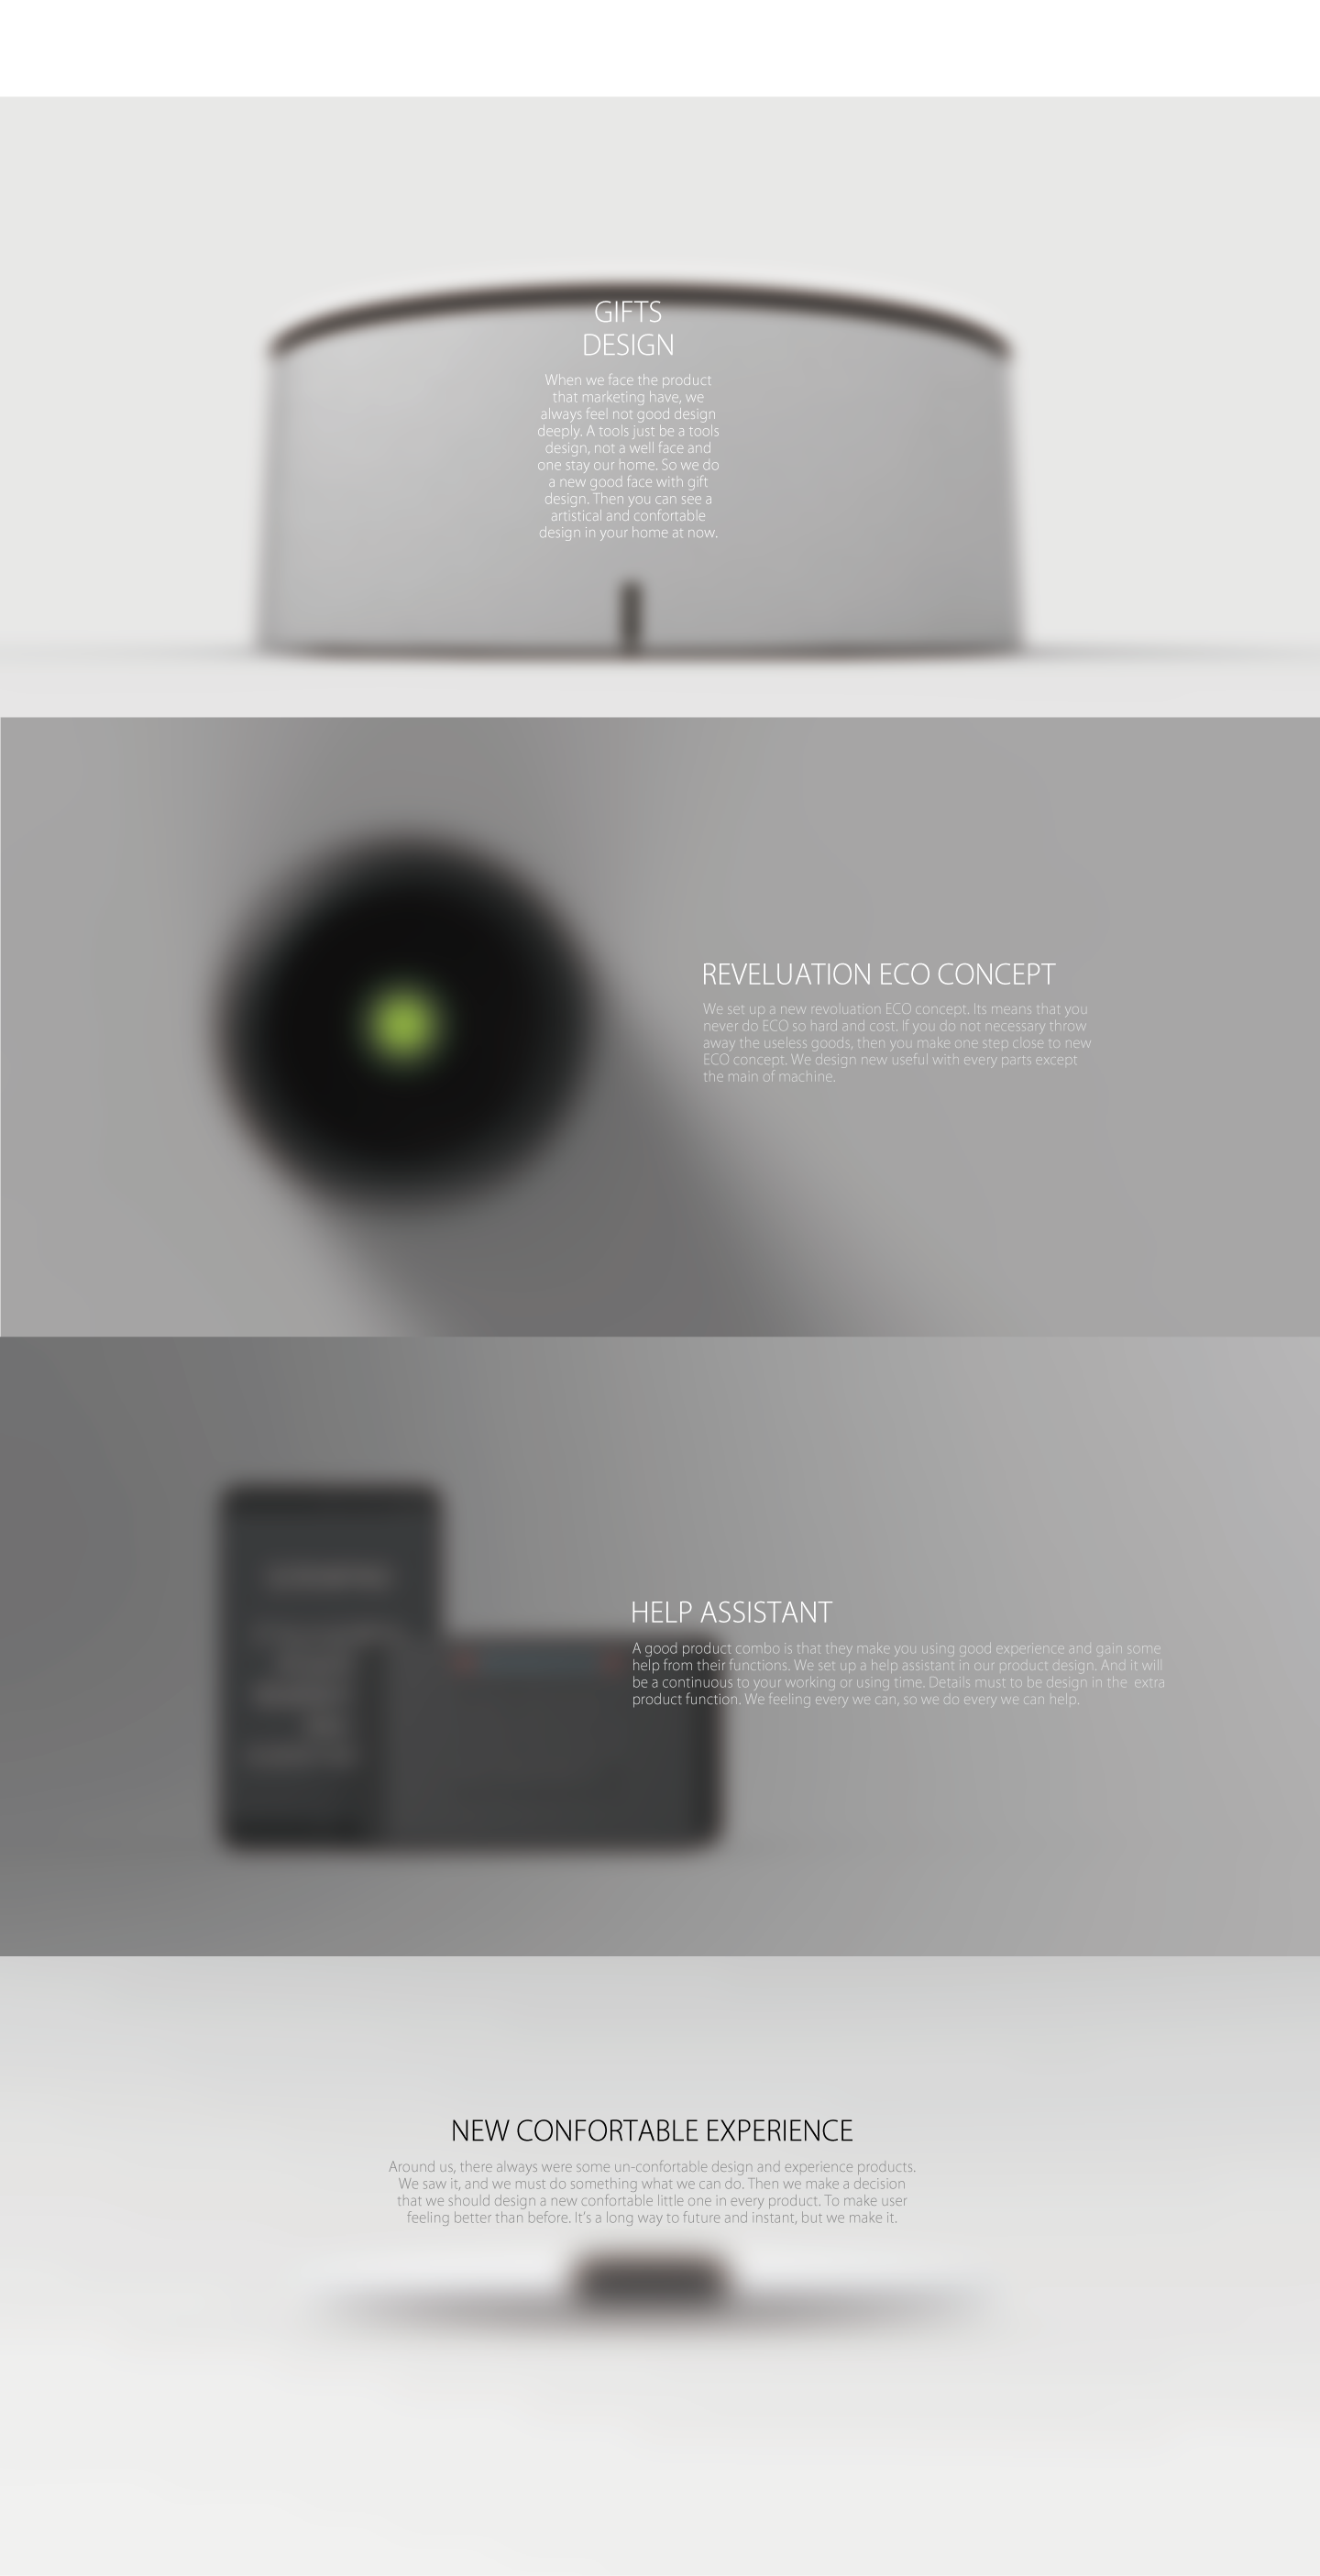 GIFTS
DESIGN
When we face the product
that marketing have, we
always feel not good design
deeply. A tools just be a tools
design, not a well face and
one stay our home. So we do
a new good face with gift
design. Then you can see a
artistical and confortable
design in your home at now.
REVELUATION ECO CONCEPT
We set up a new revoluation ECO concept. Its means that you
never do ECO so hard and cost. If you do not necessary throw
away the useless goods, then you make one step close to new
ECO concept. We design new useful with every parts except
the main of machine.
HELP ASSISTANT
A good product combo is that they make you using good experience and gain some
help from their functions. We set up a help assistant in our product design. And it will
be a continuous to your working or using time. Details must to be design in the extra
product function. We feeling every we can, so we do every we can help.
NEW CONFORTABLE EXPERIENCE
Around us, there always were some un-confortable design and experience products.
We saw it, and we must do something what we can do. Then we make a decision
that we should design a new confortable little one in every product. To make user
feeling better than before. It's a long way to future and instant, but we make it.